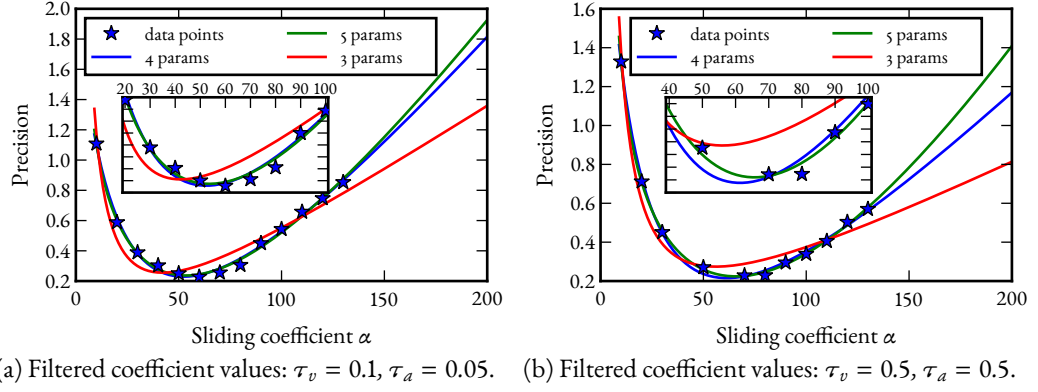 2.0
1.8
1.6
1.4
1.2
1.0
0.8
0.6
0.4
0.2
Precision
data points
4 params
5 params
3 params
20 30 40 50 60 70 80 90 100
0 50 100 150 200
Sliding coefficient α
(a) Filtered coefficient values: τᵥ = 0.1, τₐ = 0.05.
1.6
1.4
1.2
1.0
0.8
0.6
0.4
0.2
Precision
data points
4 params
5 params
3 params
40 50 60 70 80 90 100
0 50 100 150 200
Sliding coefficient α
(b) Filtered coefficient values: τᵥ = 0.5, τₐ = 0.5.